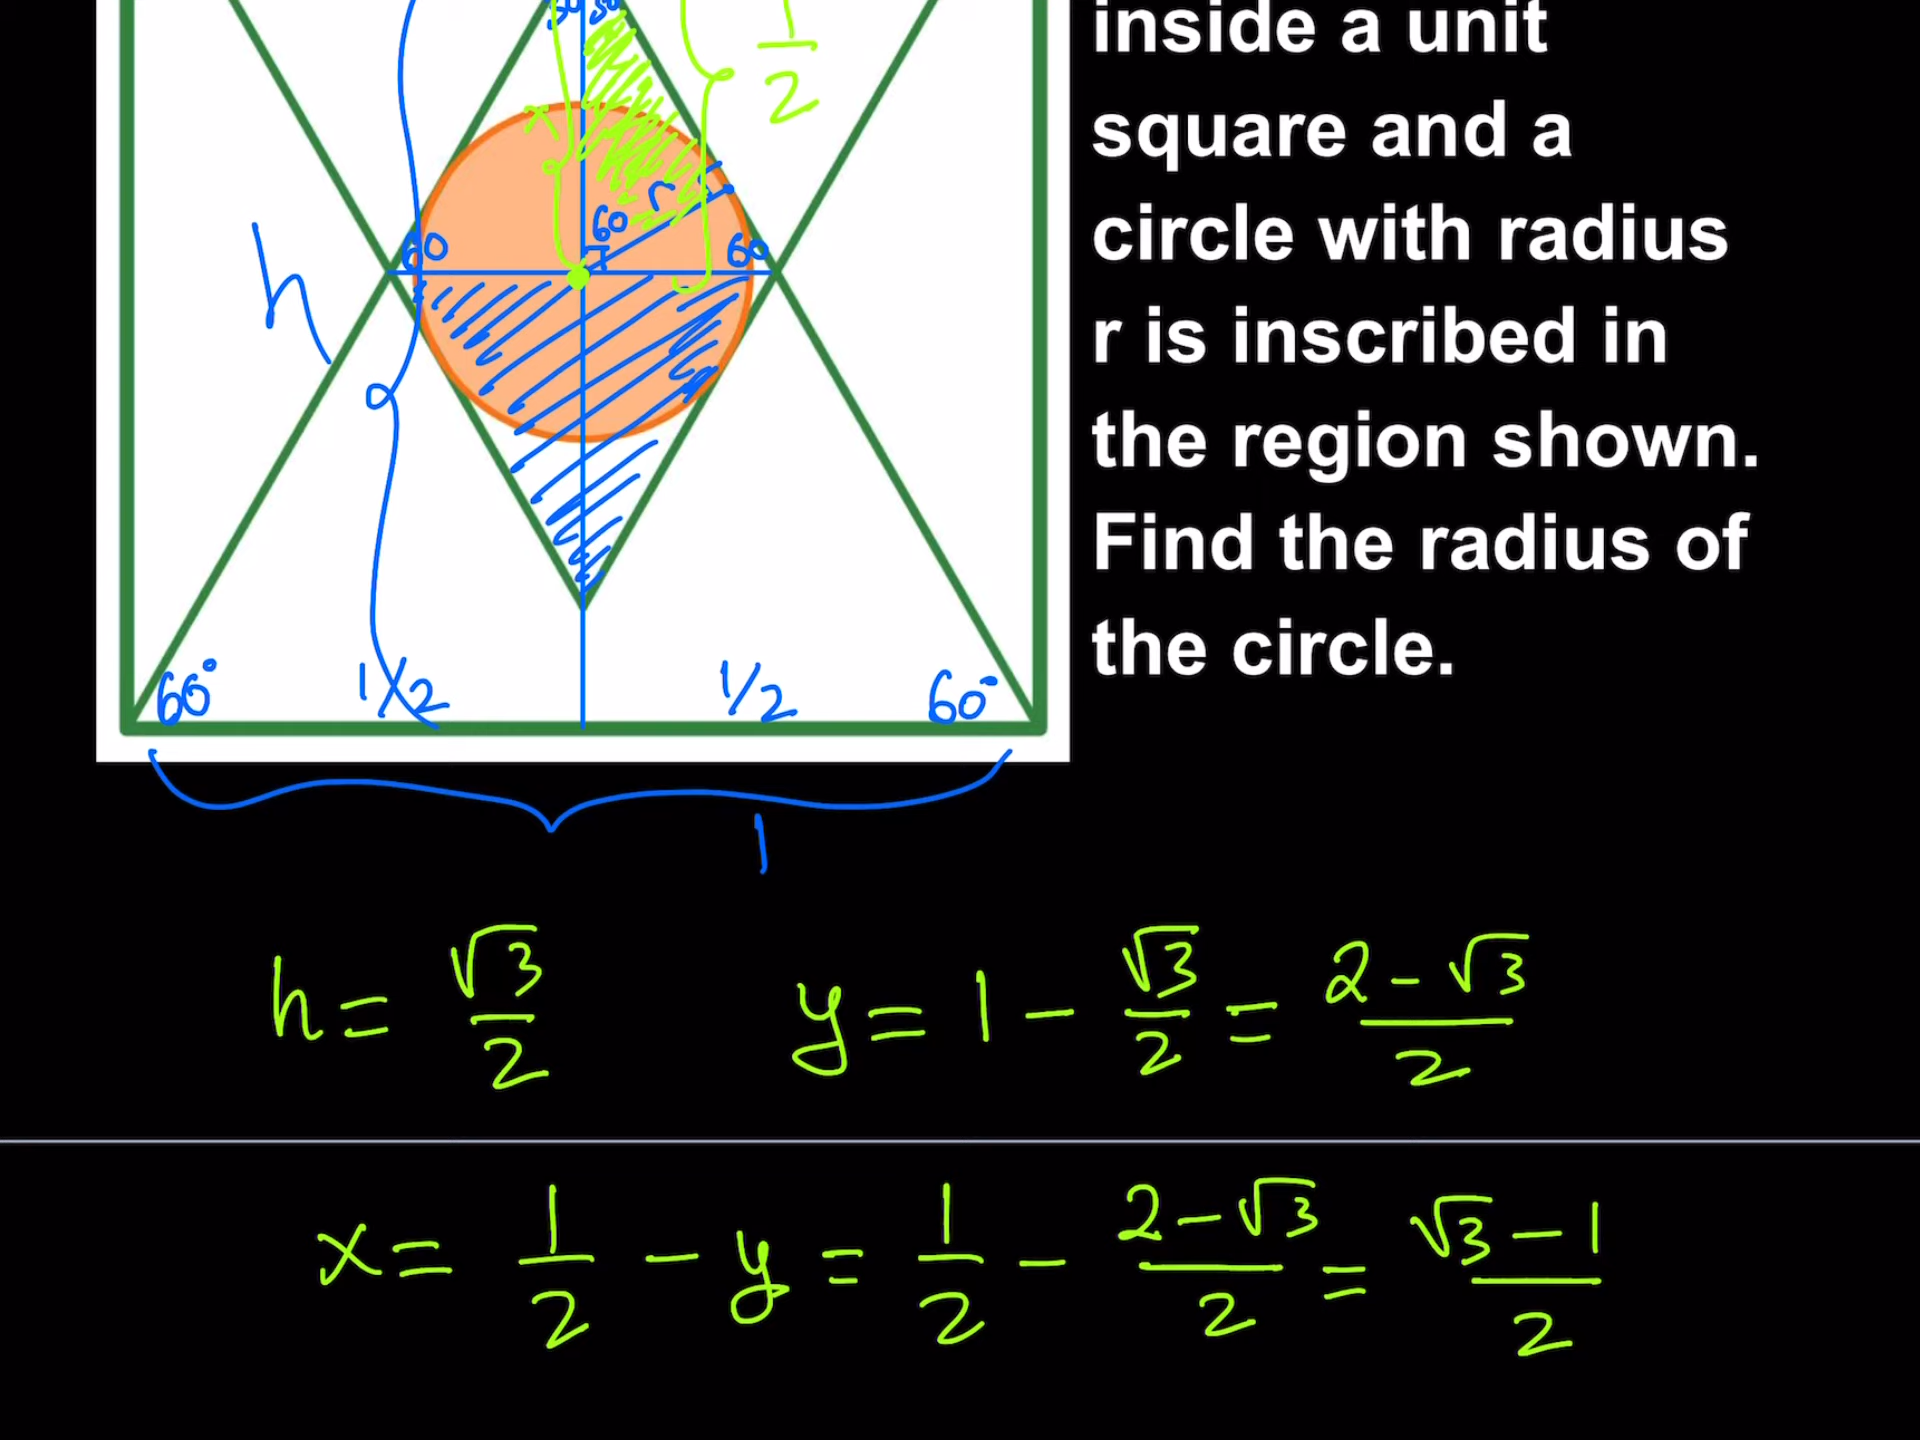 inside a unit
square and a
circle with radius
r is inscribed in
the region shown.
Find the radius of
the circle.
30 30
1/2
x
r
60 60 60
h
60° 1/2 1/2 60°
1
h = √3/2 y = 1 - √3/2 = 2-√3/2
x = 1/2 - y = 1/2 - 2-√3/2 = √3-1/2